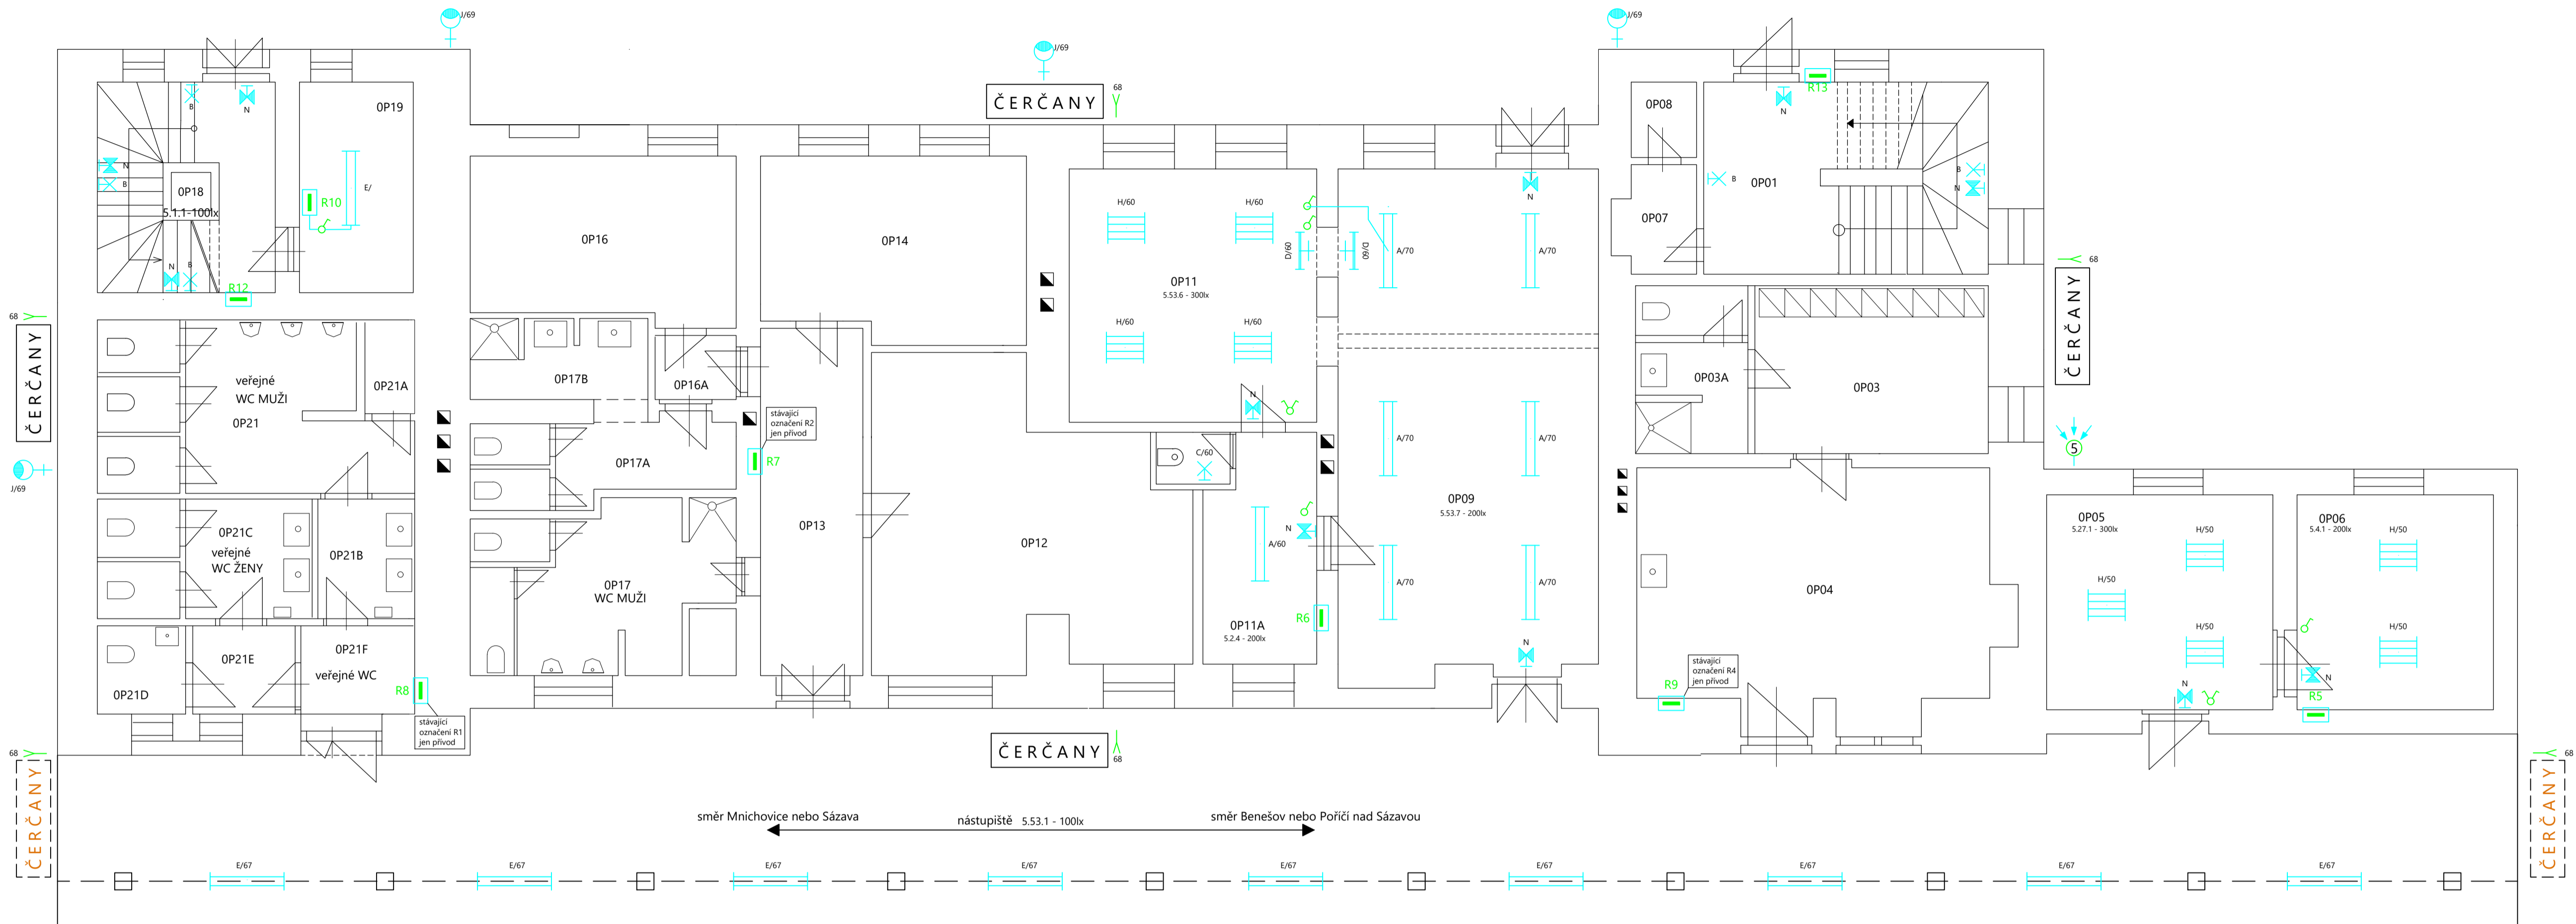 J/69
J/69
J/69
68
ČERČANY
0P19
B
N
N
B
0P18
5.1.1-100lx
R10
E/
N
B
R12
R13
N
0P08
0P01
B
B
N
0P07
0P16
0P14
H/60
H/60
D/60
D/60
0P11
5.53.6 - 300lx
H/60
H/60
N
N
A/70
A/70
68
ČERČANY
68
ČERČANY
J/69
veřejné
WC MUŽI
0P21
0P21A
0P17B
0P16A
stávající
označení R2
jen přívod
R7
0P17A
0P13
C/60
A/70
A/70
0P03A
0P03
5
0P09
5.53.7 - 200lx
N
A/60
0P12
0P21C
veřejné
WC ŽENY
0P21B
0P17
WC MUŽI
A/70
A/70
0P04
0P05
5.27.1 - 300lx
H/50
H/50
H/50
0P06
5.4.1 - 200lx
H/50
H/50
R6
0P11A
5.2.4 - 200lx
N
0P21D
0P21E
0P21F
veřejné WC
R8
stávající
označení R1
jen přívod
R9
stávající
označení R4
jen přívod
N
N
R5
68
ČERČANY
ČERČANY
68
68
ČERČANY
směr Mnichovice nebo Sázava
nástupiště 5.53.1 - 100lx
směr Benešov nebo Poříčí nad Sázavou
E/67
E/67
E/67
E/67
E/67
E/67
E/67
E/67
E/67